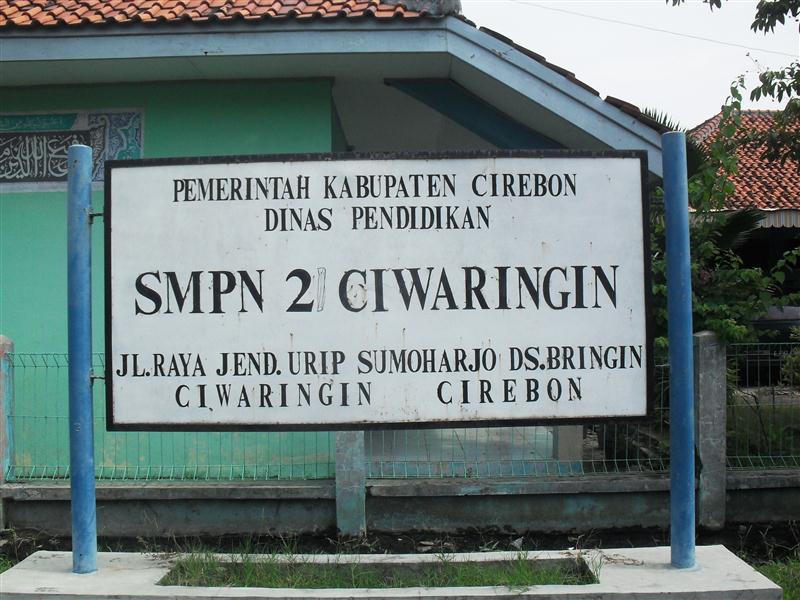 PEMERINTAH KABUPATEN CIREBON
DINAS PENDIDIKAN
SMPN 2 CIWARINGIN
JL.RAYA JEND.URIP SUMOHARJO DS.BRINGIN
CIWARINGIN CIREBON